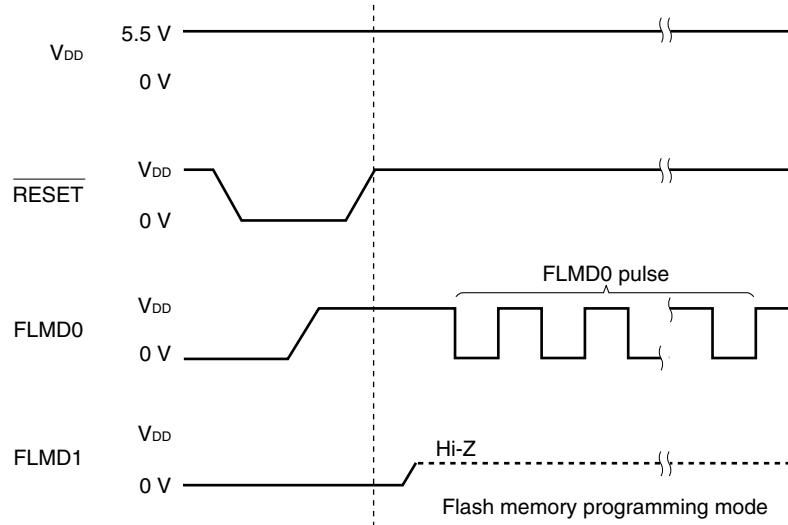 5.5 V
VDD
0 V
VDD
RESET
0 V
FLMD0 pulse
VDD
FLMD0
0 V
VDD
Hi-Z
FLMD1
0 V
Flash memory programming mode